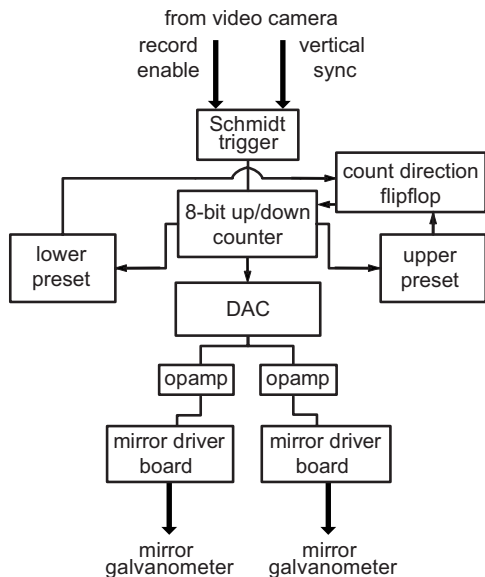 from video camera
record
enable
vertical
sync
Schmidt
trigger
count direction
flipflop
8-bit up/down
counter
lower
preset
upper
preset
DAC
opamp
opamp
mirror driver
board
mirror driver
board
mirror
galvanometer
mirror
galvanometer